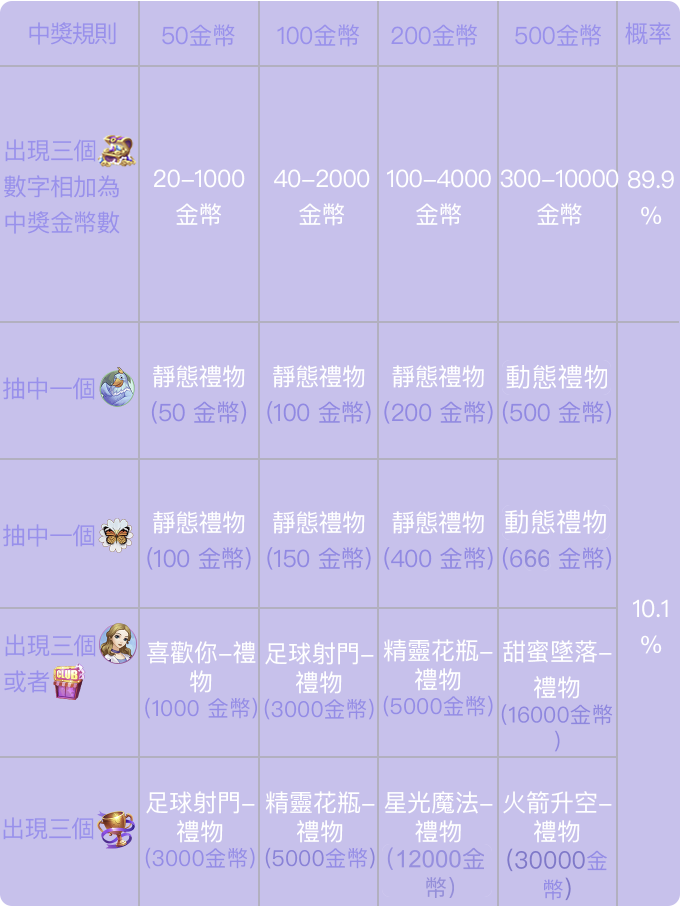 中獎規則 50金幣 100金幣 200金幣 500金幣 概率
出現三個
數字相加為
中獎金幣數
20–1000
金幣
40–2000
金幣
100–4000
金幣
300–10000
金幣
89.9
%
抽中一個
靜態禮物
(50 金幣)
靜態禮物
(100 金幣)
靜態禮物
(200 金幣)
動態禮物
(500 金幣)
抽中一個
靜態禮物
(100 金幣)
靜態禮物
(150 金幣)
靜態禮物
(400 金幣)
動態禮物
(666 金幣)
10.1
%
出現三個
或者
CLUB
喜歡你–禮
物
(1000 金幣)
足球射門–
禮物
(3000金幣)
精靈花瓶–
禮物
(5000金幣)
甜蜜墜落–
禮物
(16000金幣
)
出現三個
足球射門–
禮物
(3000金幣)
精靈花瓶–
禮物
(5000金幣)
星光魔法–
禮物
(12000金
幣)
火箭升空–
禮物
(30000金
幣)